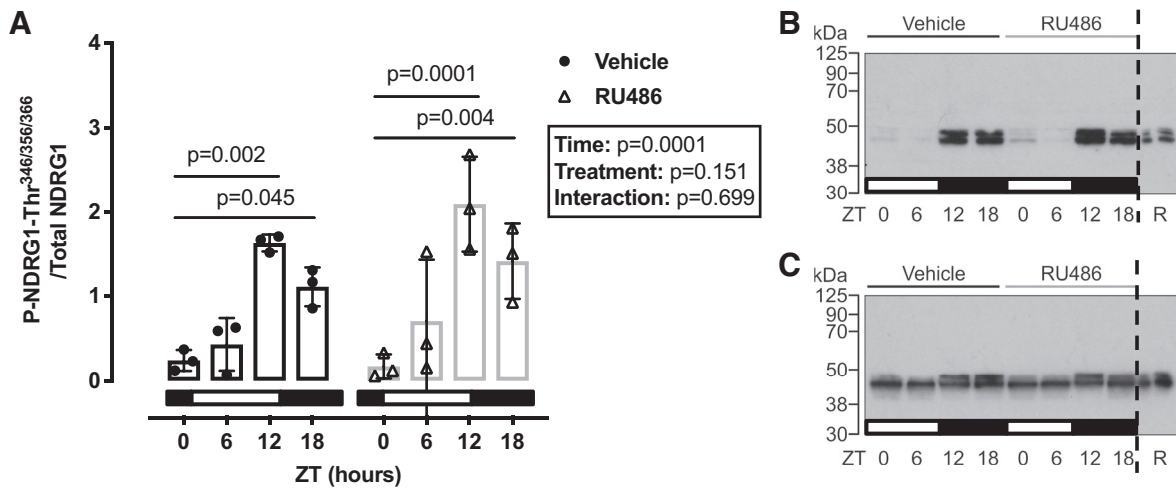 A
4
3
2
1
0
P-NDRG1-Thr346/356/366
/Total NDRG1
p=0.002
p=0.045
p=0.0001
p=0.004
Vehicle
RU486
Time: p=0.0001
Treatment: p=0.151
Interaction: p=0.699
0 6 12 18 0 6 12 18
ZT (hours)
B
kDa Vehicle RU486
125
90
70
50
38
30
ZT 0 6 12 18 0 6 12 18 R
C
kDa Vehicle RU486
125
90
70
50
38
30
ZT 0 6 12 18 0 6 12 18 R